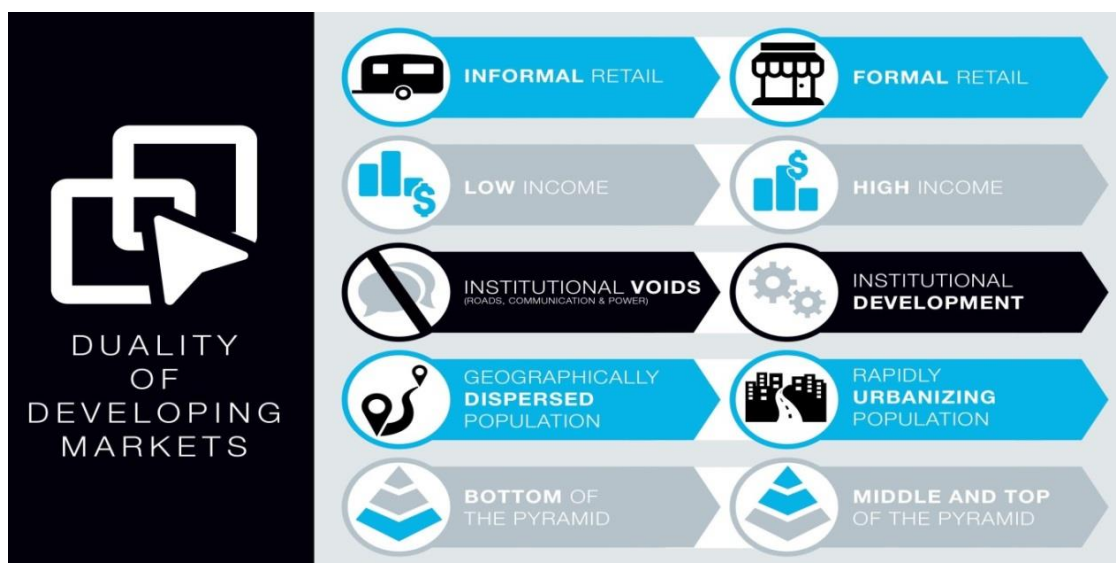 DUALITY
OF
DEVELOPING
MARKETS
INFORMAL RETAIL
FORMAL RETAIL
LOW INCOME
HIGH INCOME
INSTITUTIONAL VOIDS
(ROADS, COMMUNICATION & POWER)
INSTITUTIONAL
DEVELOPMENT
GEOGRAPHICALLY
DISPERSED
POPULATION
RAPIDLY
URBANIZING
POPULATION
BOTTOM OF
THE PYRAMID
MIDDLE AND TOP
OF THE PYRAMID